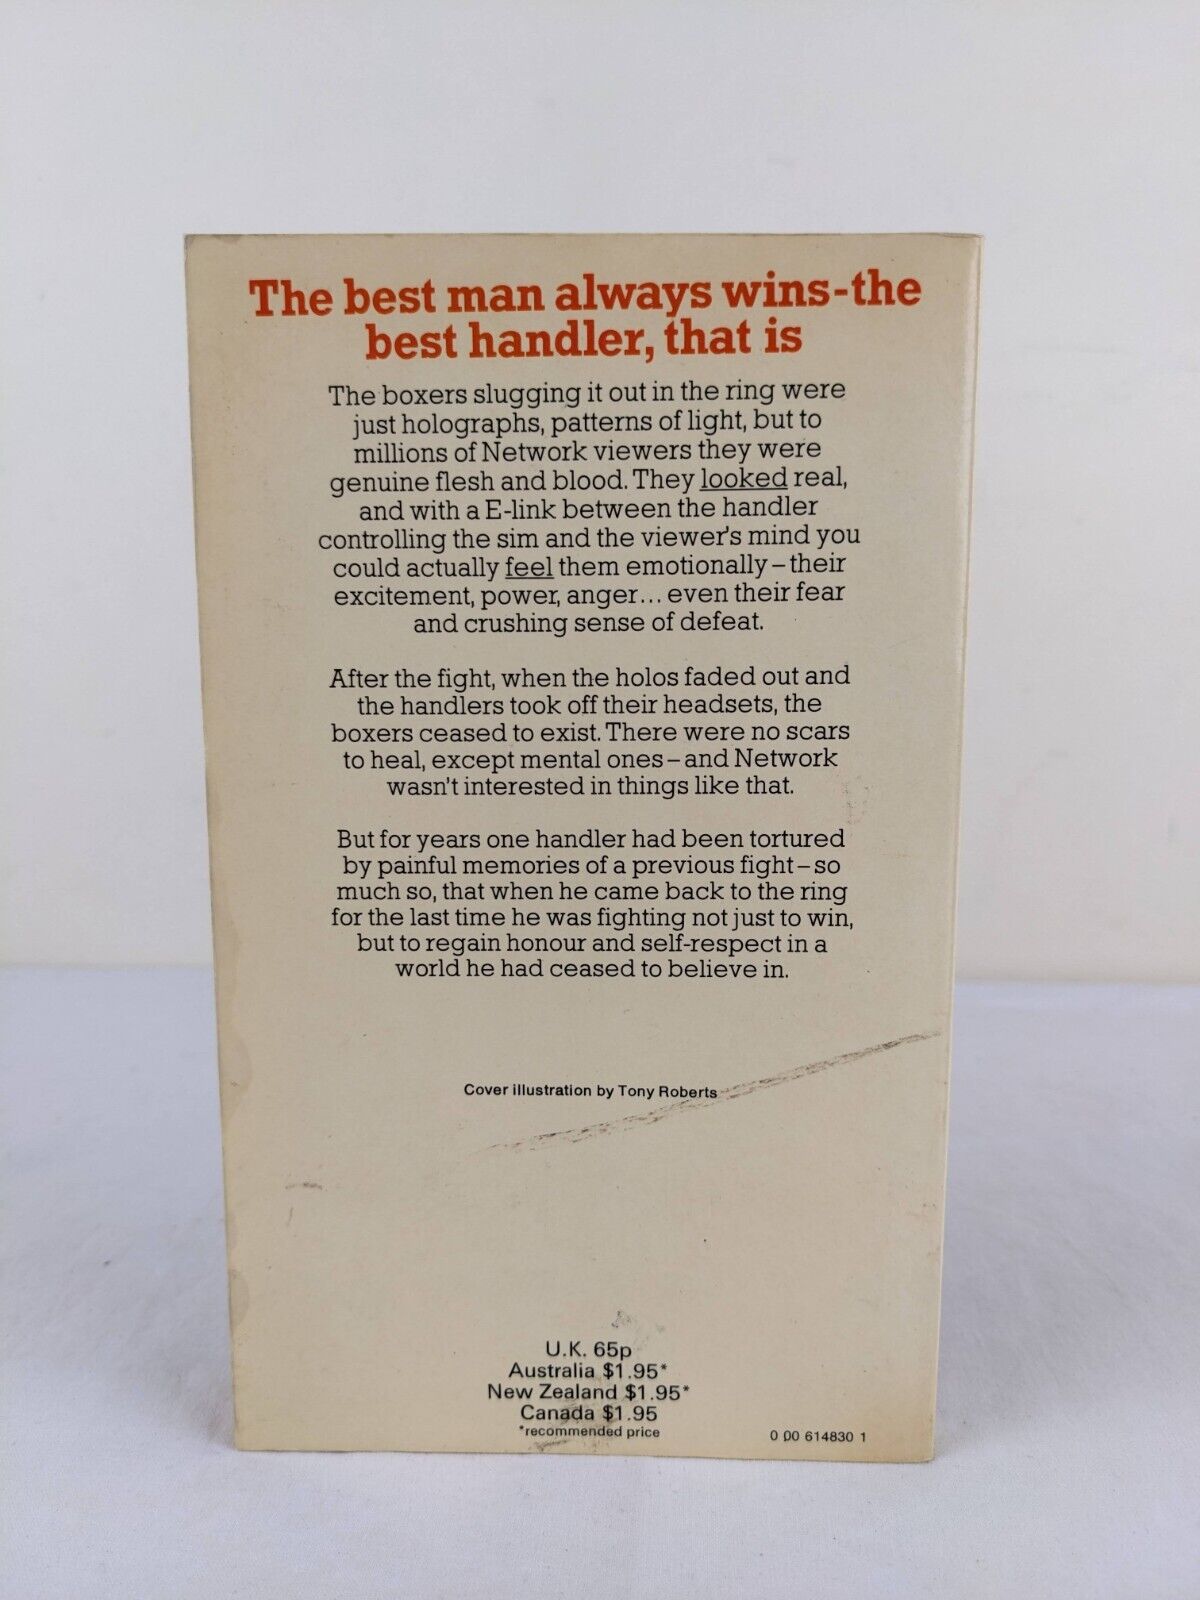 The best man always wins-the
best handler, that is
The boxers slugging it out in the ring were
just holographs, patterns of light, but to
millions of Network viewers they were
genuine flesh and blood. They looked real,
and with a E-link between the handler
controlling the sim and the viewer's mind you
could actually feel them emotionally – their
excitement, power, anger... even their fear
and crushing sense of defeat.
After the fight, when the holos faded out and
the handlers took off their headsets, the
boxers ceased to exist. There were no scars
to heal, except mental ones – and Network
wasn't interested in things like that.
But for years one handler had been tortured
by painful memories of a previous fight – so
much so, that when he came back to the ring
for the last time he was fighting not just to win,
but to regain honour and self-respect in a
world he had ceased to believe in.
Cover illustration by Tony Roberts
U.K. 65p
Australia $1.95*
New Zealand $1.95*
Canada $1.95
*recommended price
0 00 614830 1